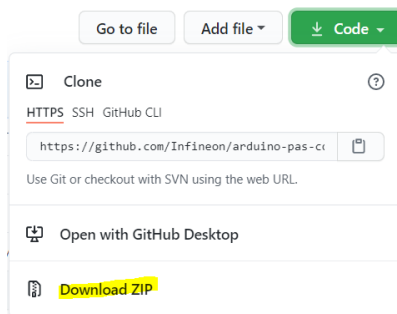 Go to file Add file Code
Clone
HTTPS SSH GitHub CLI
https://github.com/Infineon/arduino-pas-co
Use Git or checkout with SVN using the web URL.
Open with GitHub Desktop
Download ZIP